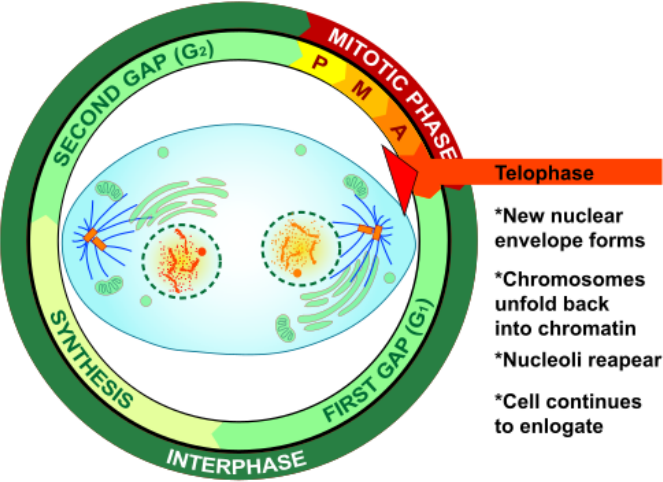 SECOND GAP (G₂)
MITOTIC PHASE
P
M
A
Telophase
*New nuclear
envelope forms
*Chromosomes
unfold back
into chromatin
*Nucleoli reapear
*Cell continues
to enlogate
FIRST GAP (G₁)
SYNTHESIS
INTERPHASE